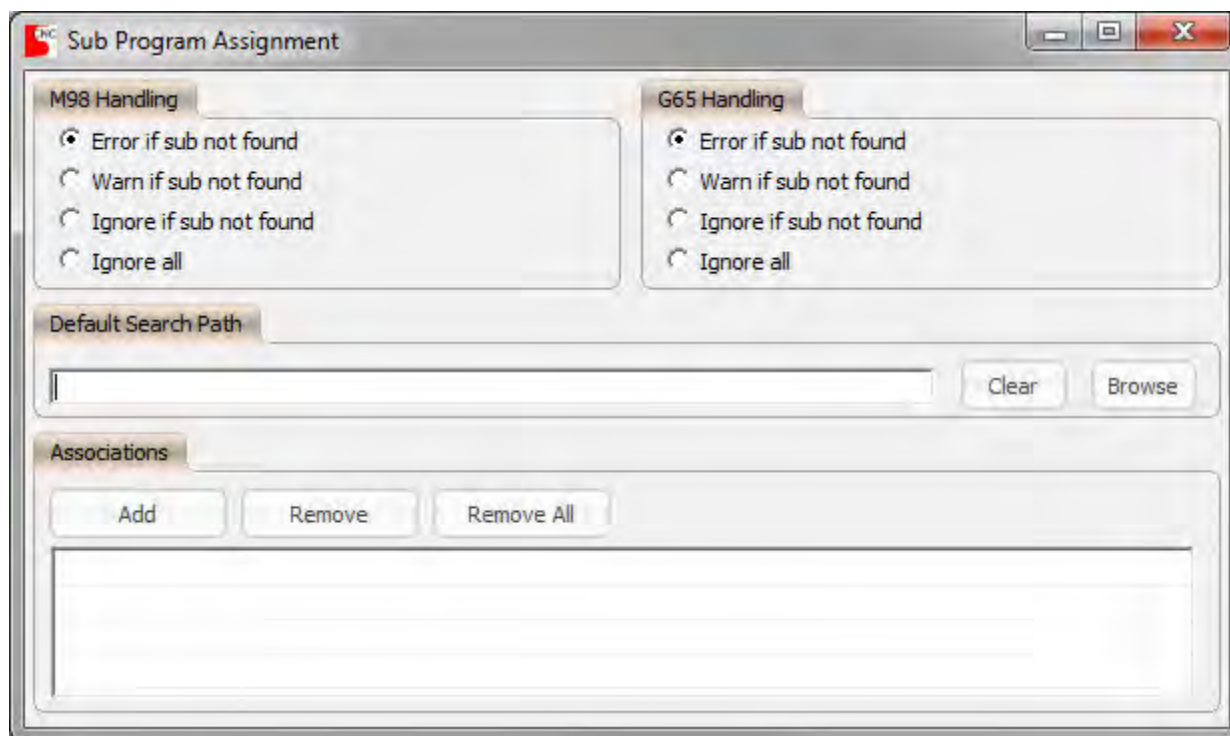 CNC
Sub Program Assignment
M98 Handling
Error if sub not found
Warn if sub not found
Ignore if sub not found
Ignore all
G65 Handling
Error if sub not found
Warn if sub not found
Ignore if sub not found
Ignore all
Default Search Path
Clear
Browse
Associations
Add
Remove
Remove All